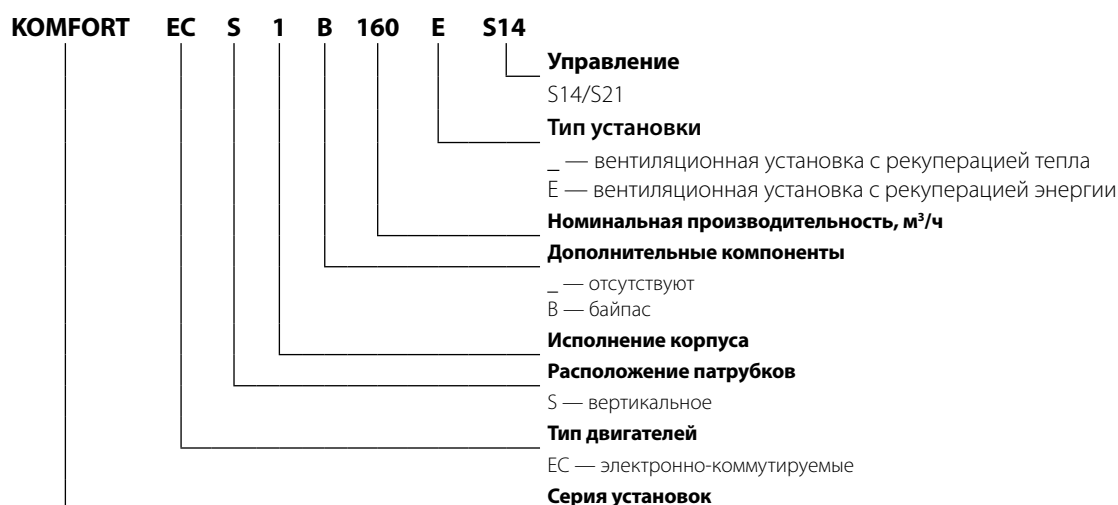 KOMFORT EC S 1 B 160 E S14
Управление
S14/S21
Тип установки
_ — вентиляционная установка с рекуперацией тепла
E — вентиляционная установка с рекуперацией энергии
Номинальная производительность, м³/ч
Дополнительные компоненты
_ — отсутствуют
B — байпас
Исполнение корпуса
Расположение патрубков
S — вертикальное
Тип двигателей
EC — электронно-коммутируемые
Серия установок